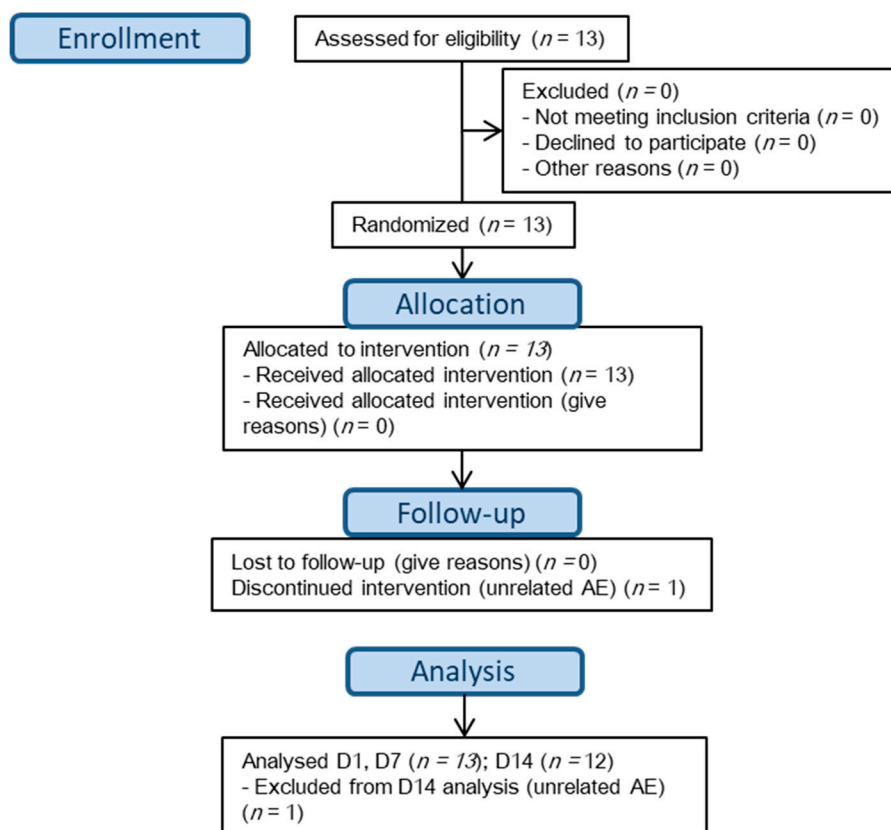 Enrollment
Assessed for eligibility (n = 13)
Excluded (n = 0)
- Not meeting inclusion criteria (n = 0)
- Declined to participate (n = 0)
- Other reasons (n = 0)
Randomized (n = 13)
Allocation
Allocated to intervention (n = 13)
- Received allocated intervention (n = 13)
- Received allocated intervention (give
reasons) (n = 0)
Follow-up
Lost to follow-up (give reasons) (n =0)
Discontinued intervention (unrelated AE) (n = 1)
Analysis
Analysed D1, D7 (n = 13); D14 (n = 12)
- Excluded from D14 analysis (unrelated AE)
(n = 1)